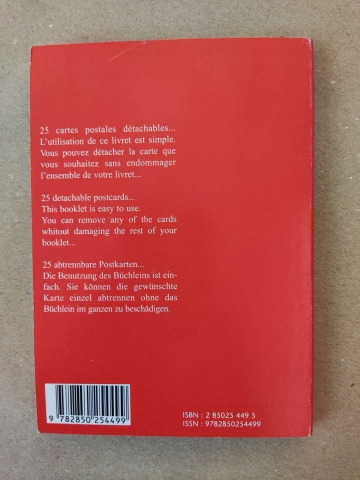 25 cartes postales détachables...
L'utilisation de ce livret est simple.
Vous pouvez détacher la carte que
vous souhaitez sans endommager
l'ensemble de votre livret...
25 detachable postcards...
This booklet is easy to use.
You can remove any of the cards
whitout damaging the rest of your
booklet...
25 abtrennbare Postkarten...
Die Benutzung des Büchleins ist ein-
fach. Sie können die gewünschte
Karte einzel abtrennen ohne das
Büchlein im ganzen zu beschädigen.
9 782850 254499
ISBN : 2 85025 449 5
ISSN : 9782850254499